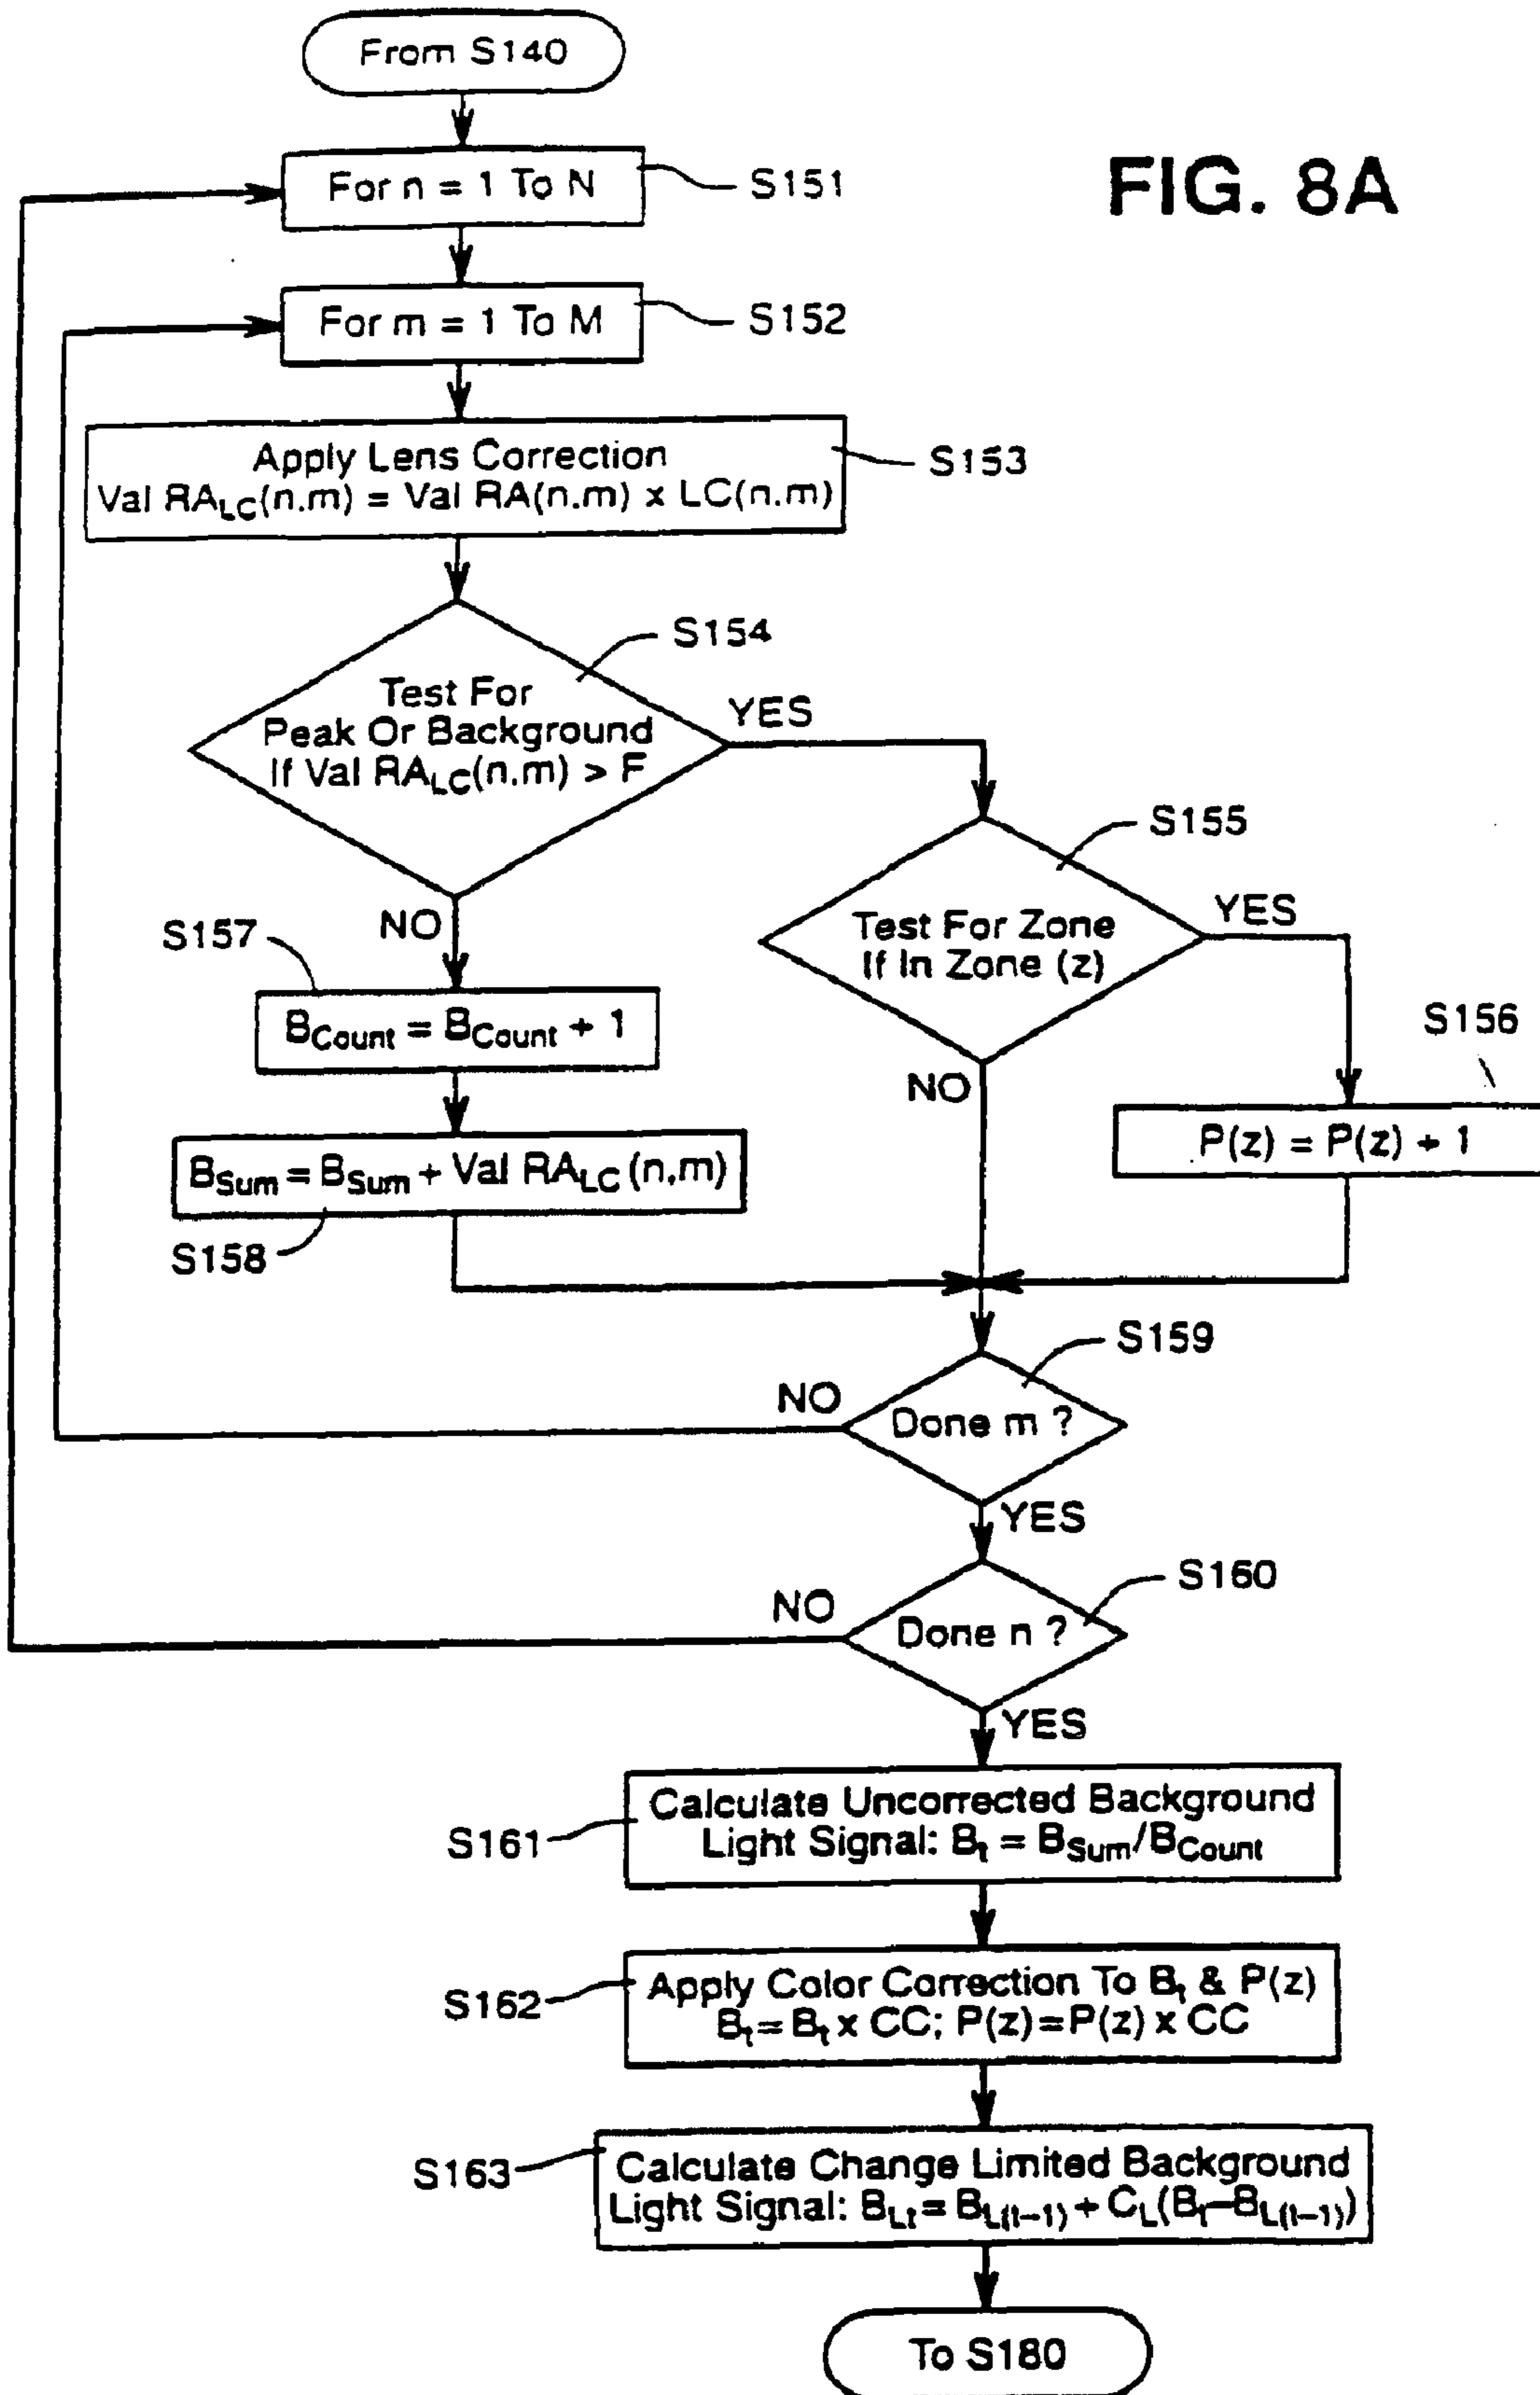 From S140
FIG. 8A
For n = 1 To N
S151
For m = 1 To M
S152
Apply Lens Correction
Val RA_LC(n.m) = Val RA(n.m) x LC(n.m)
S153
S154
Test For
Peak Or Background
If Val RA_LC(n.m) > F
YES
NO
S155
Test For Zone
If In Zone (z)
YES
NO
S156
P(z) = P(z) + 1
S157
B_Count = B_Count + 1
B_Sum = B_Sum + Val RA_LC (n,m)
S158
S159
NO
Done m ?
YES
S160
NO
Done n ?
YES
Calculate Uncorrected Background
Light Signal: B_t = B_Sum/B_Count
S161
Apply Color Correction To B_t & P(z)
B_t = B_t x CC; P(z)=P(z) x CC
S162
Calculate Change Limited Background
Light Signal: B_Lt = B_L(t-1) + C_L(B_t-B_L(t-1))
S163
To S180